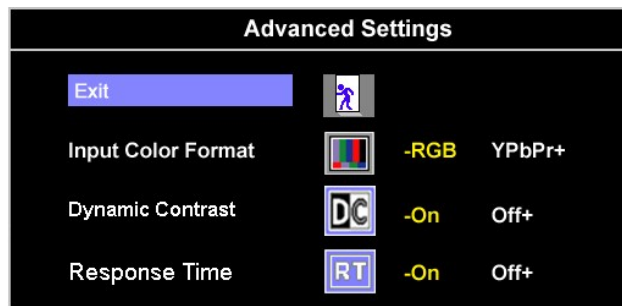 Advanced Settings
Exit
Input Color Format -RGB YPbPr+
Dynamic Contrast DC -On Off+
Response Time RT -On Off+